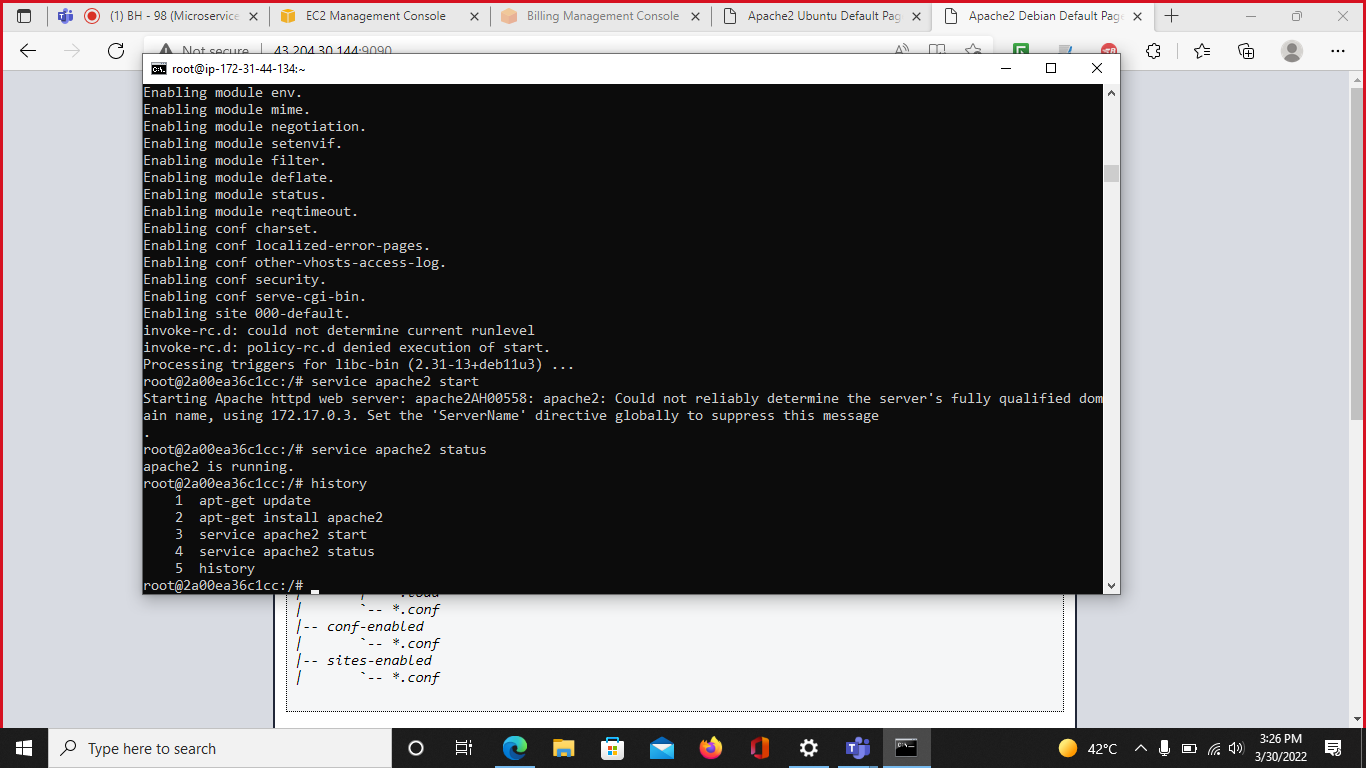 (1) BH - 98 (Microservice
EC2 Management Console
Billing Management Console
Apache2 Ubuntu Default Pag
Apache2 Debian Default Page
Not secure
43.204.30.144:9090
root@ip-172-31-44-134:~
Enabling module env.
Enabling module mime.
Enabling module negotiation.
Enabling module setenvif.
Enabling module filter.
Enabling module deflate.
Enabling module status.
Enabling module reqtimeout.
Enabling conf charset.
Enabling conf localized-error-pages.
Enabling conf other-vhosts-access-log.
Enabling conf security.
Enabling conf serve-cgi-bin.
Enabling site 000-default.
invoke-rc.d: could not determine current runlevel
invoke-rc.d: policy-rc.d denied execution of start.
Processing triggers for libc-bin (2.31-13+deb11u3) ...
root@2a00ea36c1cc:/# service apache2 start
Starting Apache httpd web server: apache2AH00558: apache2: Could not reliably determine the server's fully qualified dom
ain name, using 172.17.0.3. Set the 'ServerName' directive globally to suppress this message
.
root@2a00ea36c1cc:/# service apache2 status
apache2 is running.
root@2a00ea36c1cc:/# history
1 apt-get update
2 apt-get install apache2
3 service apache2 start
4 service apache2 status
5 history
root@2a00ea36c1cc:/#
| `-- *.conf
|-- conf-enabled
| `-- *.conf
|-- sites-enabled
| `-- *.conf
Type here to search
42°C
3:26 PM
3/30/2022